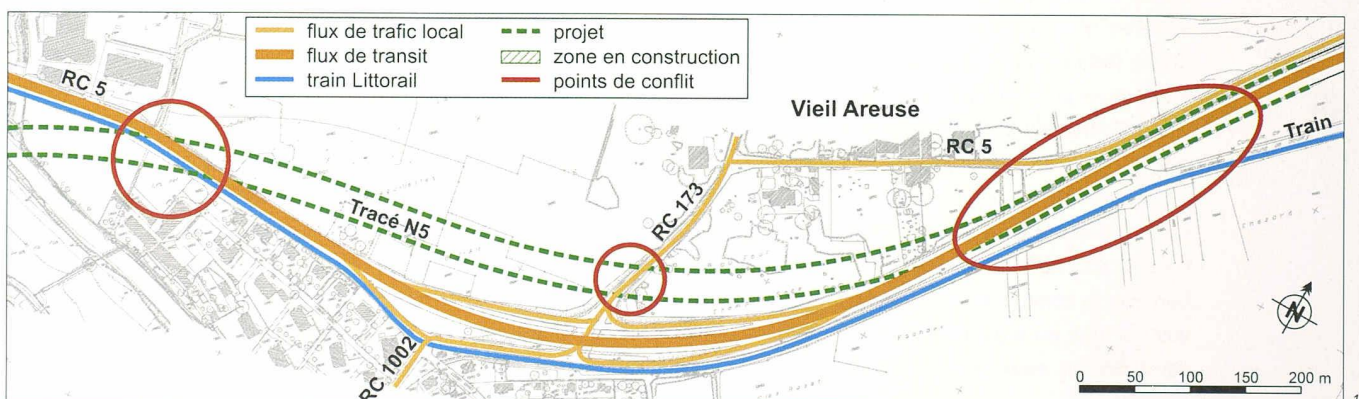 flux de trafic local
flux de transit
train Littorail
projet
zone en construction
points de conflit
RC 5
Vieil Areuse
RC 5
Train
RC 173
Tracé N5
RC 1002
N
0 50 100 150 200 m
1